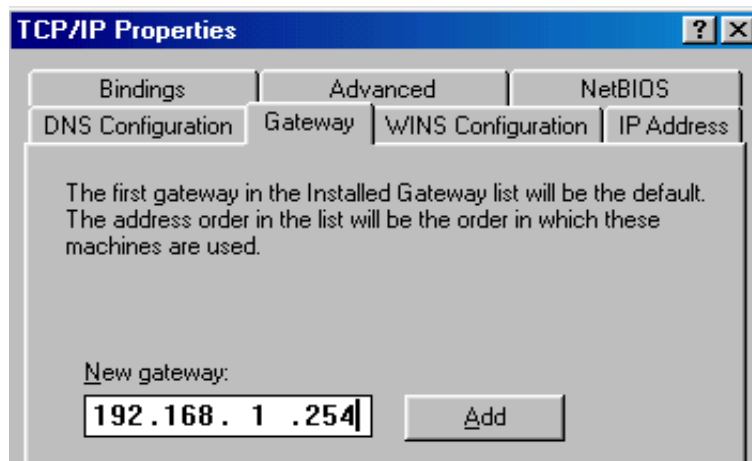 TCP/IP Properties
? X
Bindings
Advanced
NetBIOS
DNS Configuration
Gateway
WINS Configuration
IP Address
The first gateway in the Installed Gateway list will be the default.
The address order in the list will be the order in which these
machines are used.
New gateway:
192.168. 1 .254
Add